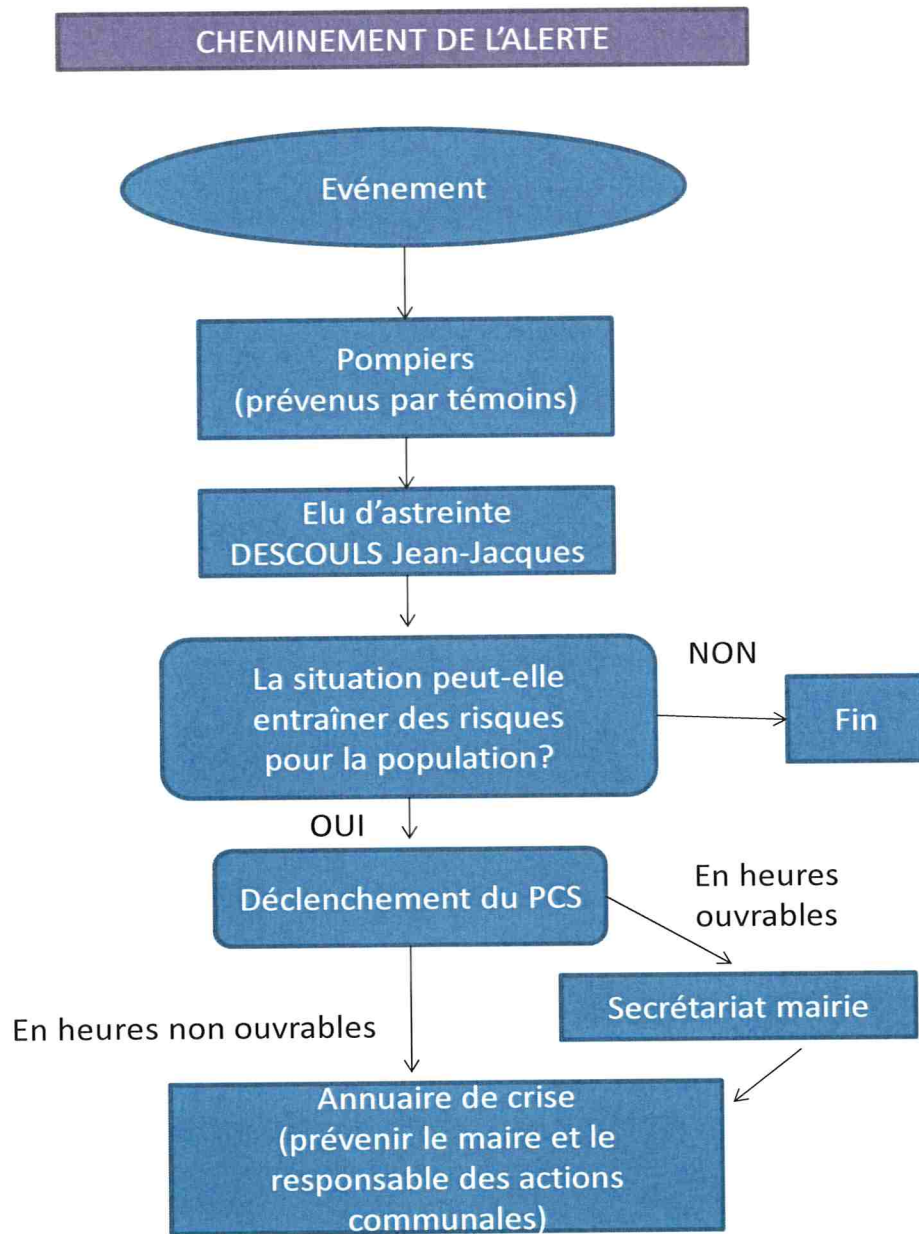 CHEMINEMENT DE L'ALERTE
Evénement
Pompiers
(prévenus par témoins)
Elu d'astreinte
DESCOULS Jean-Jacques
La situation peut-elle
entraîner des risques
pour la population?
NON
Fin
OUI
Déclenchement du PCS
En heures
ouvrables
Secrétariat mairie
En heures non ouvrables
Annuaire de crise
(prévenir le maire et le
responsable des actions
communales)